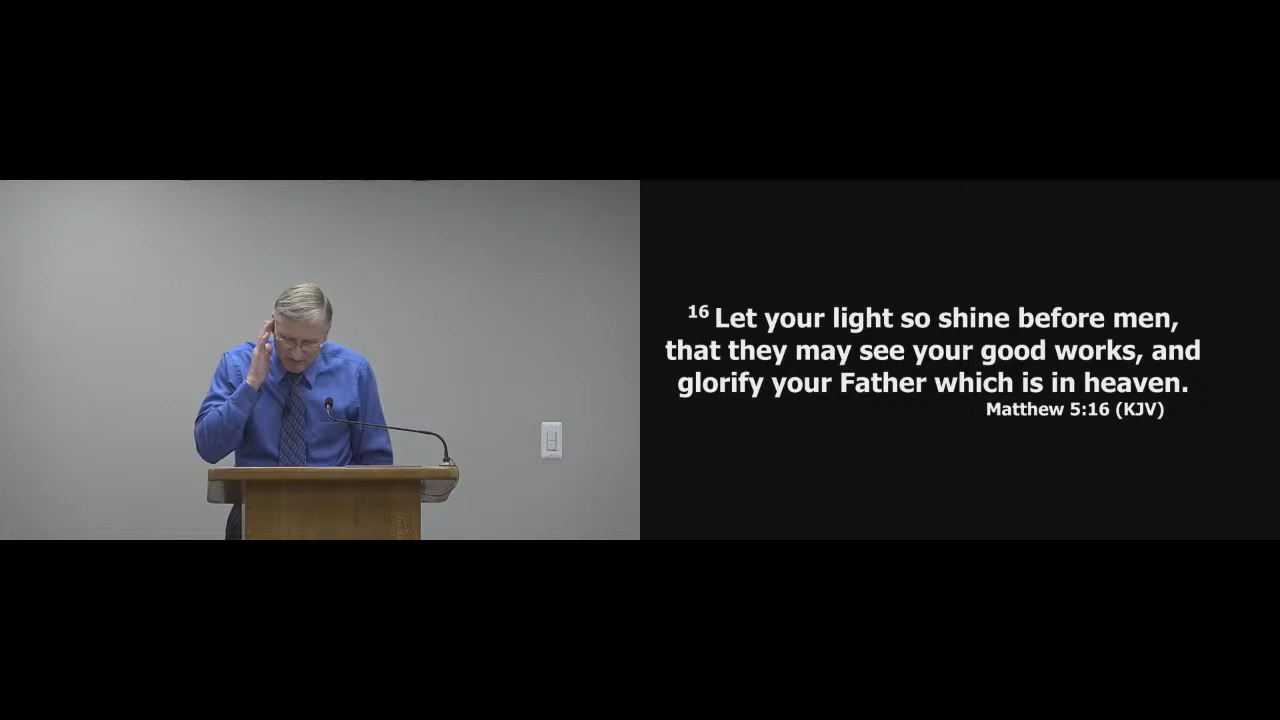 16 Let your light so shine before men,
that they may see your good works, and
glorify your Father which is in heaven.
Matthew 5:16 (KJV)